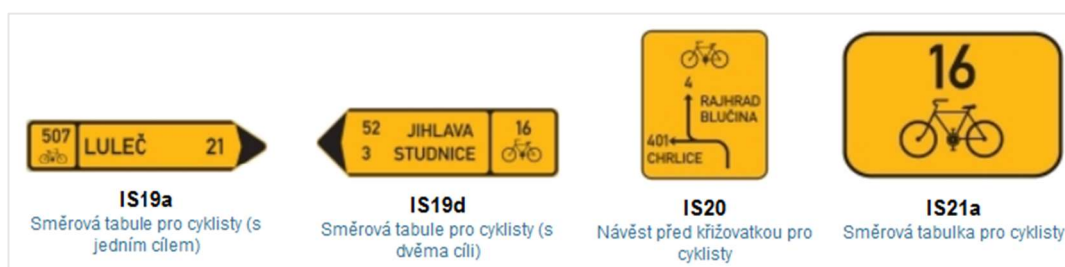 507
LULEČ 21
IS19a
Směrová tabule pro cyklisty (s
jedním cílem)
52 JIHLAVA 16
3 STUDNICE
IS19d
Směrová tabule pro cyklisty (s
dvěma cíli)
4
RAJHRAD
BLUČINA
401
CHRLICE
IS20
Návěst před křižovatkou pro
cyklisty
16
IS21a
Směrová tabulka pro cyklisty